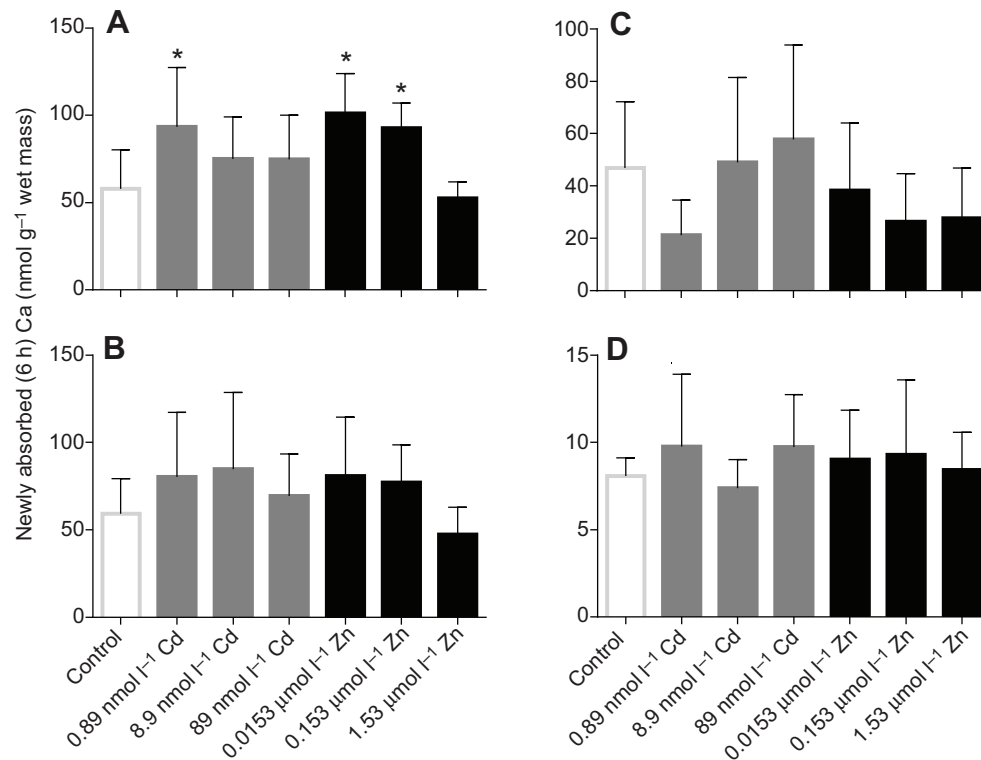 Newly absorbed (6 h) Ca (nmol g⁻¹ wet mass)
A
150
100
50
0
*
*
*
C
100
80
60
40
20
0
B
150
100
50
0
Control
0.89 nmol l⁻¹ Cd
8.9 nmol l⁻¹ Cd
89 nmol l⁻¹ Cd
0.0153 μmol l⁻¹ Zn
0.153 μmol l⁻¹ Zn
1.53 μmol l⁻¹ Zn
D
15
10
5
0
Control
0.89 nmol l⁻¹ Cd
8.9 nmol l⁻¹ Cd
89 nmol l⁻¹ Cd
0.0153 μmol l⁻¹ Zn
0.153 μmol l⁻¹ Zn
1.53 μmol l⁻¹ Zn